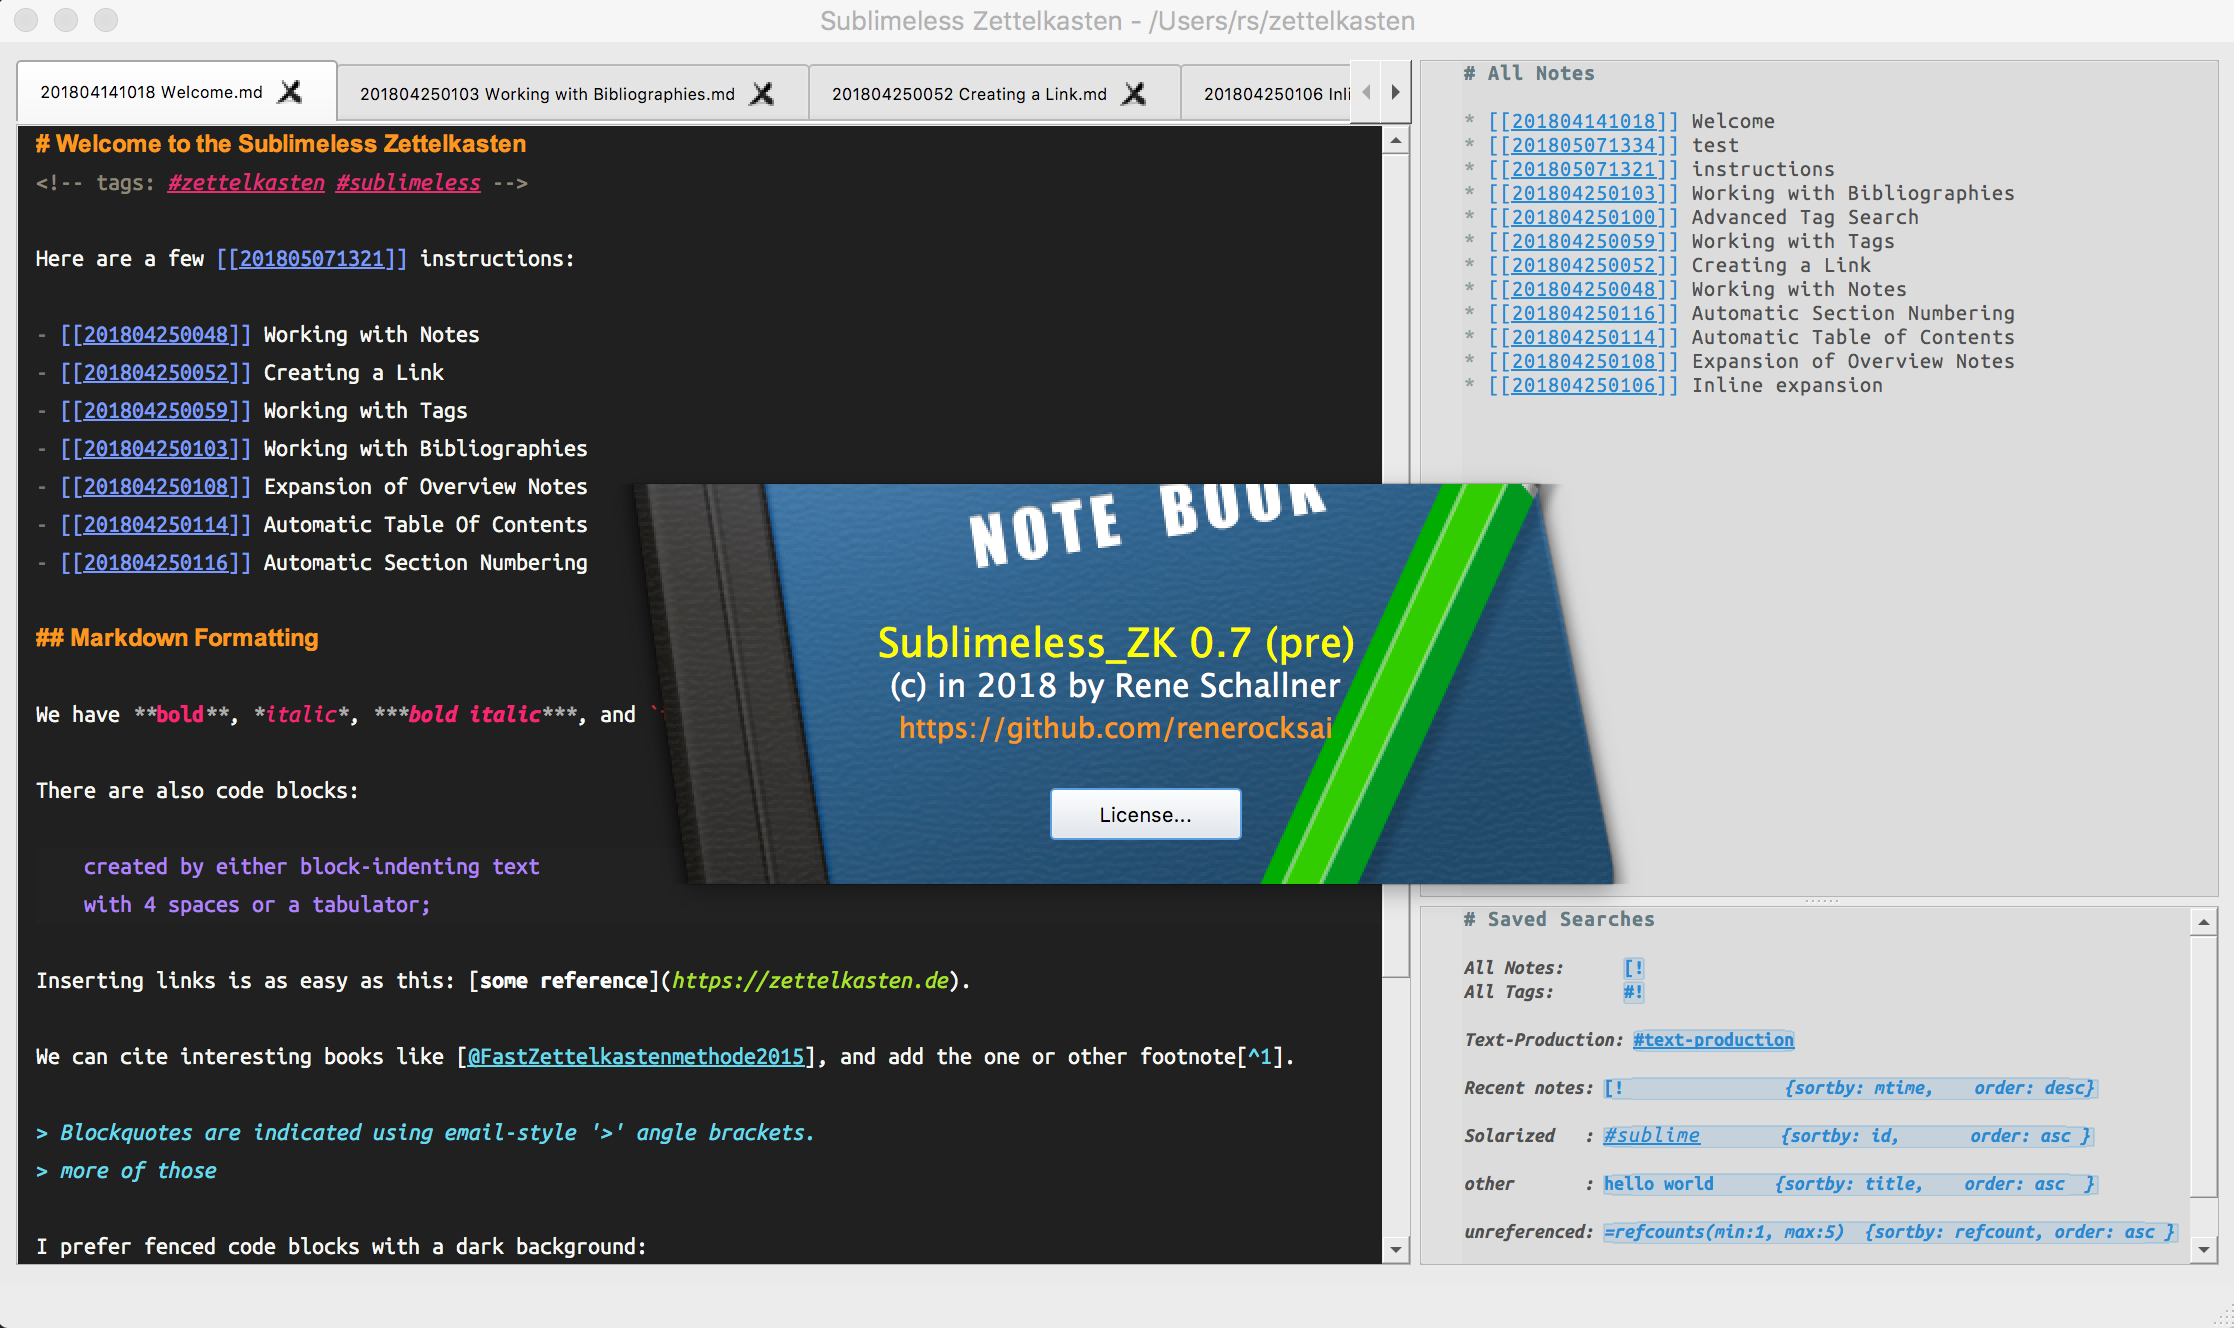 Sublimeless Zettelkasten - /Users/rs/zettelkasten
201804141018 Welcome.md
201804250103 Working with Bibliographies.md
201804250052 Creating a Link.md
201804250106 Inli
# Welcome to the Sublimeless Zettelkasten
<!-- tags: #zettelkasten #sublimeless -->
Here are a few [[201805071321]] instructions:
- [[201804250048]] Working with Notes
- [[201804250052]] Creating a Link
- [[201804250059]] Working with Tags
- [[201804250103]] Working with Bibliographies
- [[201804250108]] Expansion of Overview Notes
- [[201804250114]] Automatic Table Of Contents
- [[201804250116]] Automatic Section Numbering
## Markdown Formatting
We have **bold**, *italic*, ***bold italic***, and `
There are also code blocks:
created by either block-indenting text
with 4 spaces or a tabulator;
Inserting links is as easy as this: [some reference](https://zettelkasten.de).
We can cite interesting books like [@FastZettelkastenmethode2015], and add the one or other footnote[^1].
> Blockquotes are indicated using email-style '>' angle brackets.
> more of those
I prefer fenced code blocks with a dark background:
NOTE BOOK
Sublimeless_ZK 0.7 (pre)
(c) in 2018 by Rene Schallner
https://github.com/renerocksai
License...
# All Notes
* [[201804141018]] Welcome
* [[201805071334]] test
* [[201805071321]] instructions
* [[201804250103]] Working with Bibliographies
* [[201804250100]] Advanced Tag Search
* [[201804250059]] Working with Tags
* [[201804250052]] Creating a Link
* [[201804250048]] Working with Notes
* [[201804250116]] Automatic Section Numbering
* [[201804250114]] Automatic Table of Contents
* [[201804250108]] Expansion of Overview Notes
* [[201804250106]] Inline expansion
# Saved Searches
All Notes: [!
All Tags: #!
Text-Production: #text-production
Recent notes: [! {sortby: mtime, order: desc}
Solarized : #sublime {sortby: id, order: asc }
other : hello world {sortby: title, order: asc }
unreferenced: =refcounts(min:1, max:5) {sortby: refcount, order: asc }